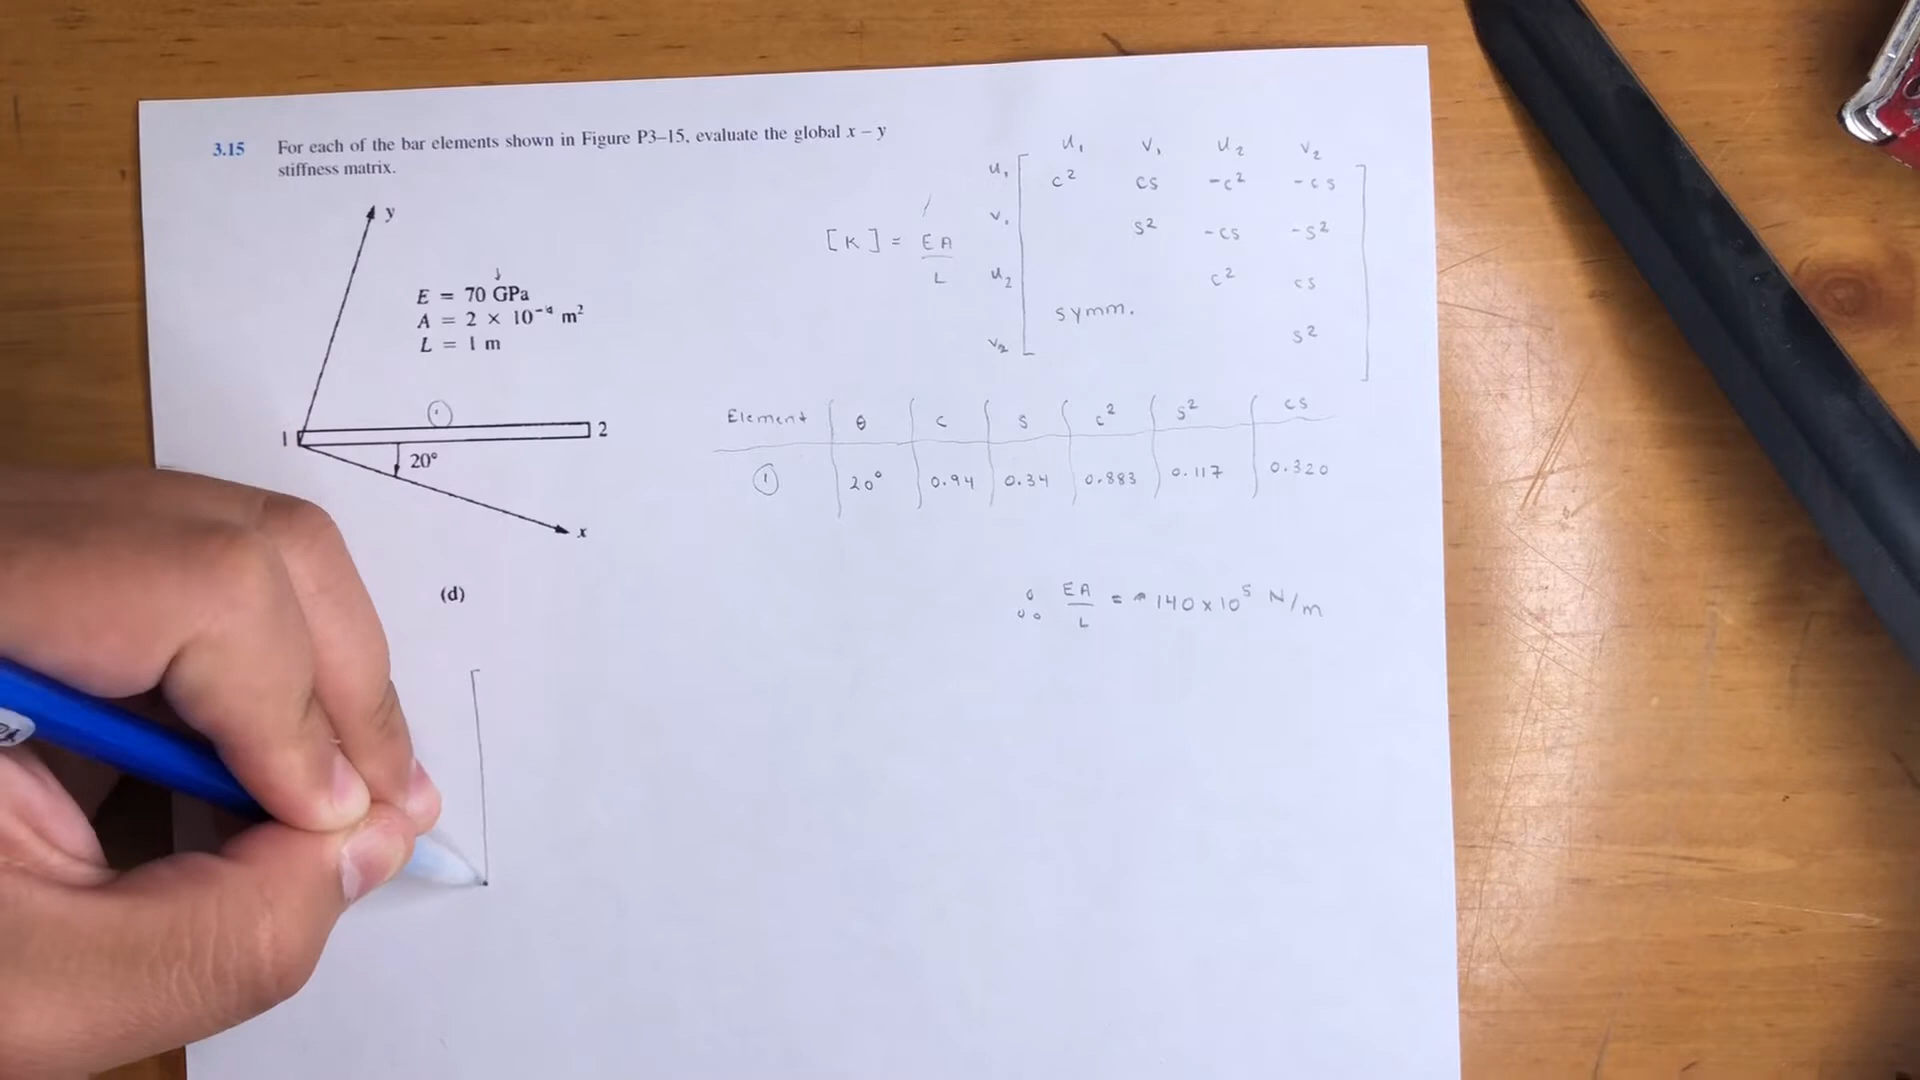 3.15 For each of the bar elements shown in Figure P3–15, evaluate the global x – y
stiffness matrix.
y
E = 70 GPa
A = 2 × 10⁻⁴ m²
L = 1 m
1
1
2
20°
x
(d)
u₁ v₁ u₂ v₂
u₁ c² cs -c² -cs
v₁ s² -cs -s²
[K] = EA
L
u₂ c² cs
symm.
v₂ s²
Element θ c s c² s² cs
1 20° 0.94 0.34 0.883 0.117 0.320
∴ EA = 140 x 10⁵ N/m
L